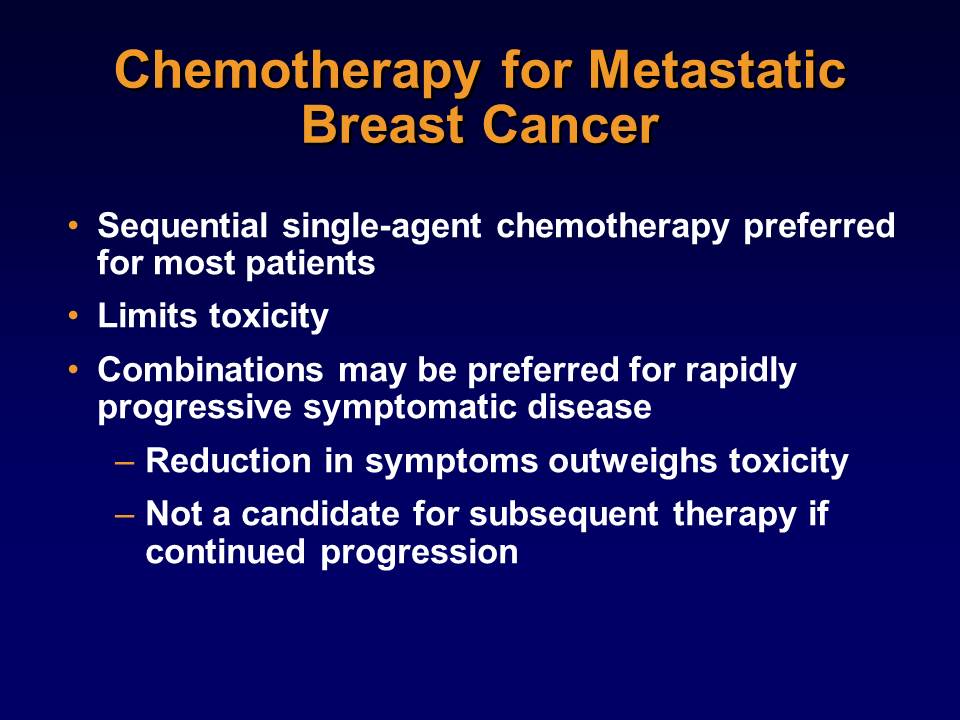 Chemotherapy for Metastatic
Breast Cancer
• Sequential single-agent chemotherapy preferred
for most patients
• Limits toxicity
• Combinations may be preferred for rapidly
progressive symptomatic disease
– Reduction in symptoms outweighs toxicity
– Not a candidate for subsequent therapy if
continued progression